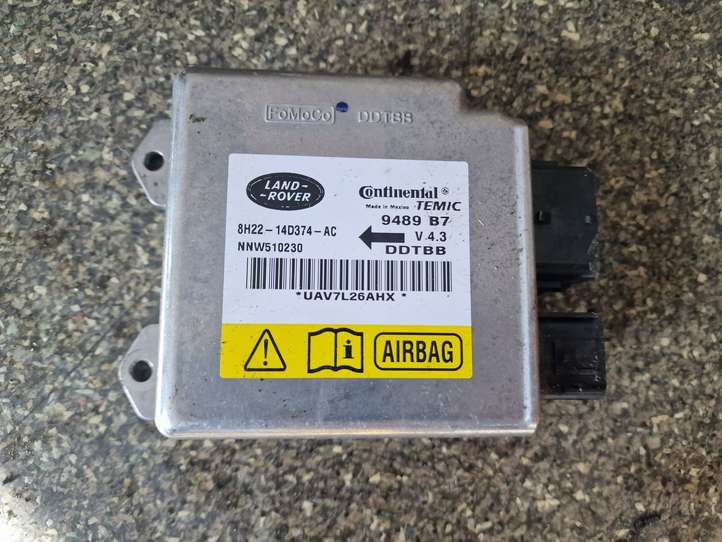 FoMoCo DDTBB
LAND-
-ROVER
Continental
Made in Mexico TEMIC
8H22-14D374-AC
NNW510230
9489 B7
V 4.3
DDTBB
*UAV7L26AHX*
AIRBAG